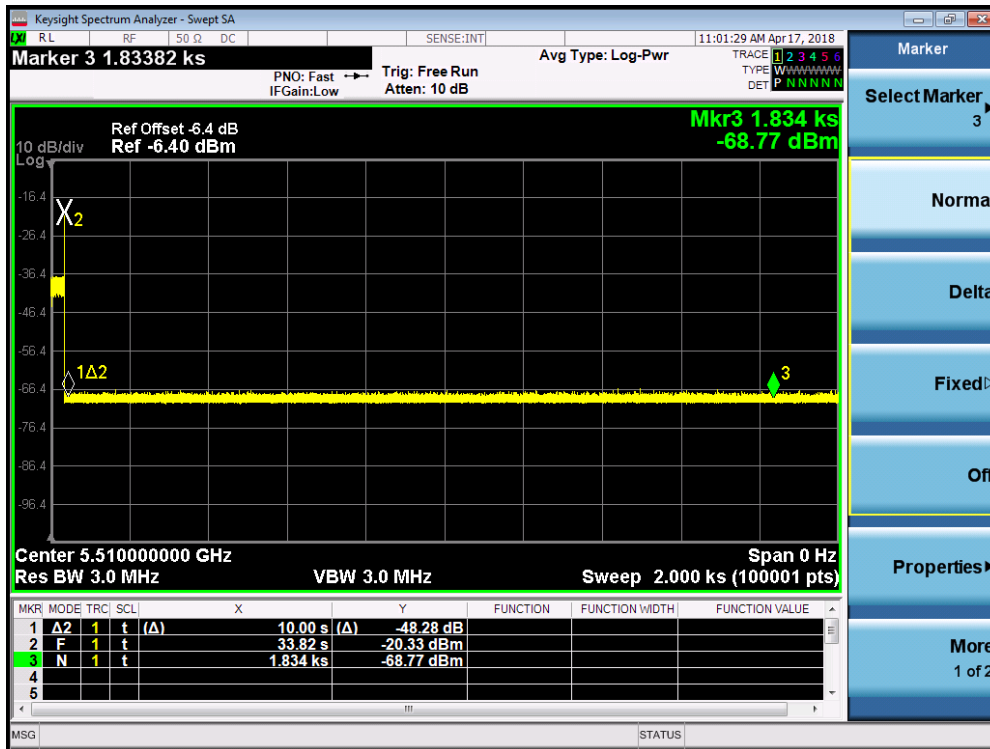 Keysight Spectrum Analyzer - Swept SA
LXI RL RF 50 Ω DC SENSE:INT 11:01:29 AM Apr 17, 2018
Marker 3 1.83382 ks Avg Type: Log-Pwr TRACE 1 2 3 4 5 6
PNO: Fast Trig: Free Run TYPE WWWWWW
IFGain:Low Atten: 10 dB DET P N N N N N
Mkr3 1.834 ks
Ref Offset -6.4 dB
10 dB/div Ref -6.40 dBm -68.77 dBm
Log
-16.4
2
-26.4
-36.4
-46.4
-56.4
1Δ2 3
-66.4
-76.4
-86.4
-96.4
Center 5.510000000 GHz Span 0 Hz
Res BW 3.0 MHz VBW 3.0 MHz Sweep 2.000 ks (100001 pts)
MKR MODE TRC SCL X Y FUNCTION FUNCTION WIDTH FUNCTION VALUE
1 Δ2 1 t (Δ) 10.00 s (Δ) -48.28 dB
2 F 1 t 33.82 s -20.33 dBm
3 N 1 t 1.834 ks -68.77 dBm
4
5
MSG STATUS
Marker
Select Marker
3
Norma
Delta
Fixed
Off
Properties
More
1 of 2